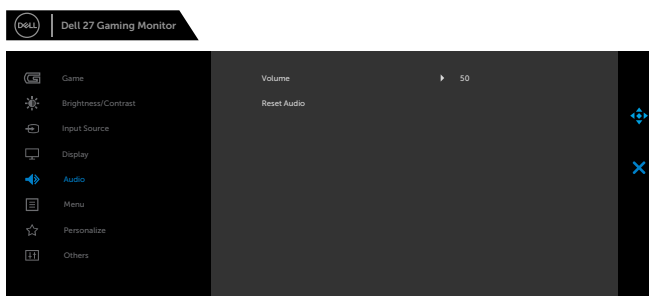 DELL
Dell 27 Gaming Monitor
Game
Brightness/Contrast
Input Source
Display
Audio
Menu
Personalize
Others
Volume 50
Reset Audio